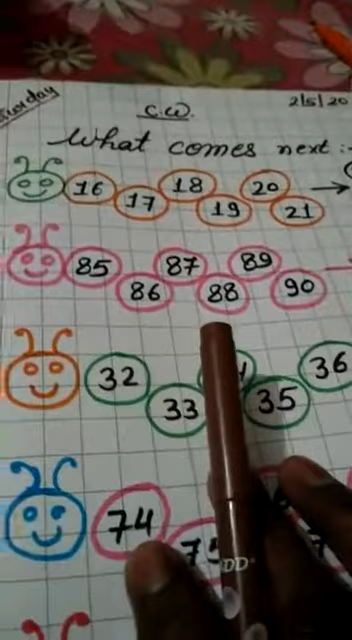 C.W.
2/5/20
What comes next :-
16 17 18 19 20 21
85 86 87 88 89 90
32 33 35 36
74
DD